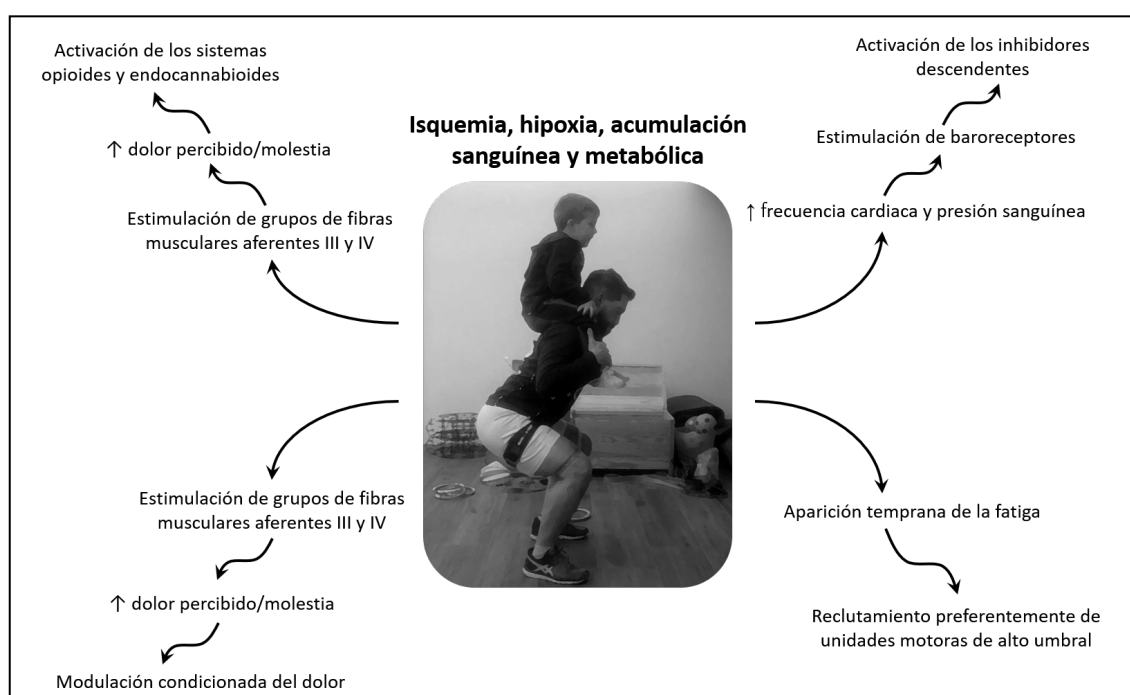 Activación de los sistemas
opioides y endocannabioides
↑ dolor percibido/molestia
Estimulación de grupos de fibras
musculares aferentes III y IV
Isquemia, hipoxia, acumulación
sanguínea y metabólica
Activación de los inhibidores
descendentes
Estimulación de baroreceptores
↑ frecuencia cardiaca y presión sanguínea
Estimulación de grupos de fibras
musculares aferentes III y IV
↑ dolor percibido/molestia
Modulación condicionada del dolor
Aparición temprana de la fatiga
Reclutamiento preferentemente de
unidades motoras de alto umbral